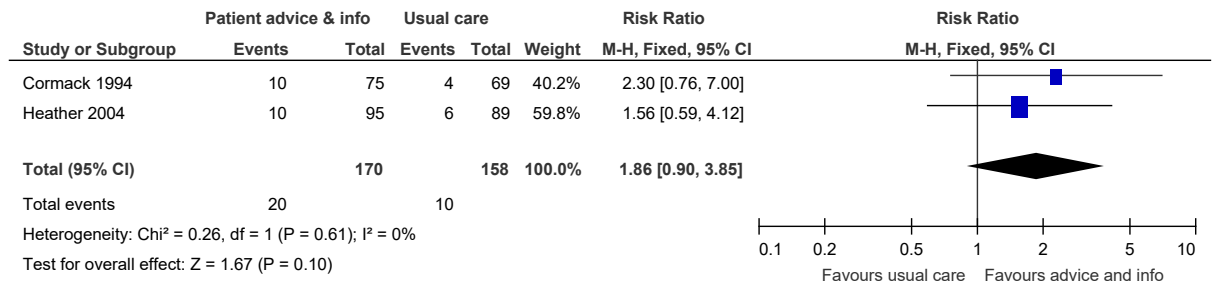 Patient advice & info Usual care Risk Ratio Risk Ratio
Study or Subgroup Events Total Events Total Weight M-H, Fixed, 95% CI M-H, Fixed, 95% CI
Cormack 1994 10 75 4 69 40.2% 2.30 [0.76, 7.00]
Heather 2004 10 95 6 89 59.8% 1.56 [0.59, 4.12]
Total (95% CI) 170 158 100.0% 1.86 [0.90, 3.85]
Total events 20 10
Heterogeneity: Chi² = 0.26, df = 1 (P = 0.61); I² = 0%
Test for overall effect: Z = 1.67 (P = 0.10)
0.1 0.2 0.5 1 2 5 10
Favours usual care Favours advice and info